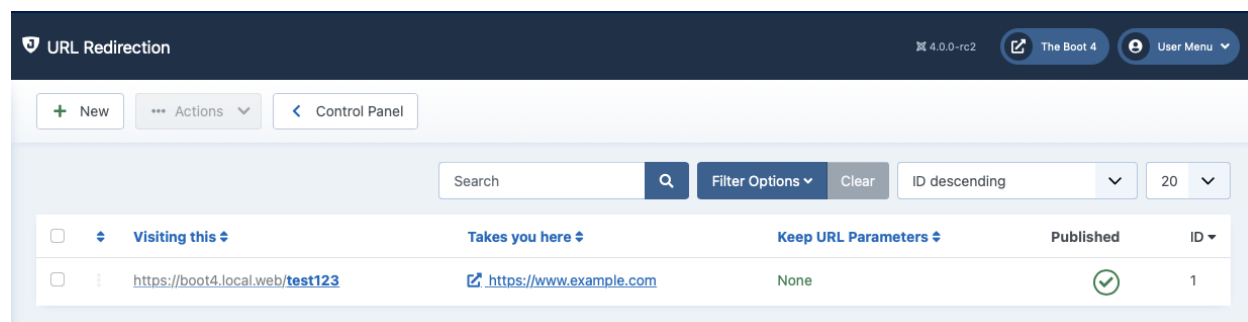 URL Redirection 4.0.0-rc2 The Boot 4 User Menu
+ New ••• Actions Control Panel
Search Filter Options Clear ID descending 20
Visiting this Takes you here Keep URL Parameters Published ID
https://boot4.local.web/test123 https://www.example.com None 1